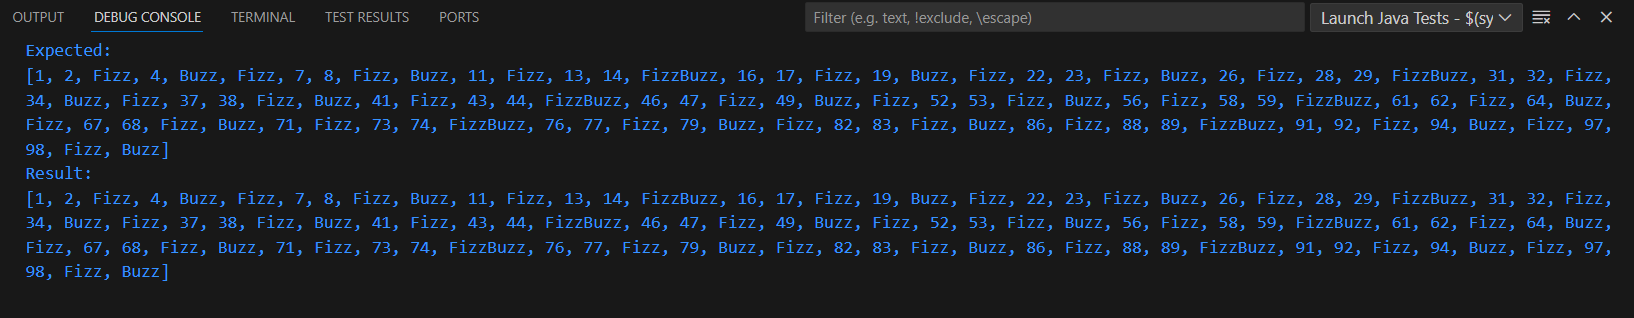 OUTPUT DEBUG CONSOLE TERMINAL TEST RESULTS PORTS Filter (e.g. text, !exclude, \escape) Launch Java Tests - $(sy
Expected:
[1, 2, Fizz, 4, Buzz, Fizz, 7, 8, Fizz, Buzz, 11, Fizz, 13, 14, FizzBuzz, 16, 17, Fizz, 19, Buzz, Fizz, 22, 23, Fizz, Buzz, 26, Fizz, 28, 29, FizzBuzz, 31, 32, Fizz,
34, Buzz, Fizz, 37, 38, Fizz, Buzz, 41, Fizz, 43, 44, FizzBuzz, 46, 47, Fizz, 49, Buzz, Fizz, 52, 53, Fizz, Buzz, 56, Fizz, 58, 59, FizzBuzz, 61, 62, Fizz, 64, Buzz,
Fizz, 67, 68, Fizz, Buzz, 71, Fizz, 73, 74, FizzBuzz, 76, 77, Fizz, 79, Buzz, Fizz, 82, 83, Fizz, Buzz, 86, Fizz, 88, 89, FizzBuzz, 91, 92, Fizz, 94, Buzz, Fizz, 97,
98, Fizz, Buzz]
Result:
[1, 2, Fizz, 4, Buzz, Fizz, 7, 8, Fizz, Buzz, 11, Fizz, 13, 14, FizzBuzz, 16, 17, Fizz, 19, Buzz, Fizz, 22, 23, Fizz, Buzz, 26, Fizz, 28, 29, FizzBuzz, 31, 32, Fizz,
34, Buzz, Fizz, 37, 38, Fizz, Buzz, 41, Fizz, 43, 44, FizzBuzz, 46, 47, Fizz, 49, Buzz, Fizz, 52, 53, Fizz, Buzz, 56, Fizz, 58, 59, FizzBuzz, 61, 62, Fizz, 64, Buzz,
Fizz, 67, 68, Fizz, Buzz, 71, Fizz, 73, 74, FizzBuzz, 76, 77, Fizz, 79, Buzz, Fizz, 82, 83, Fizz, Buzz, 86, Fizz, 88, 89, FizzBuzz, 91, 92, Fizz, 94, Buzz, Fizz, 97,
98, Fizz, Buzz]